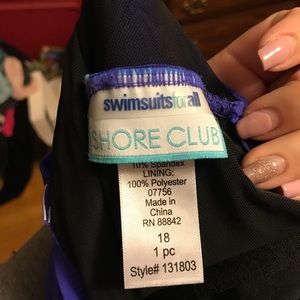 swimsuitsforall
SHORE CLUB
10% Spandex
LINING:
100% Polyester
07756
Made in
China
RN 88842
18
1 pc
Style# 131803